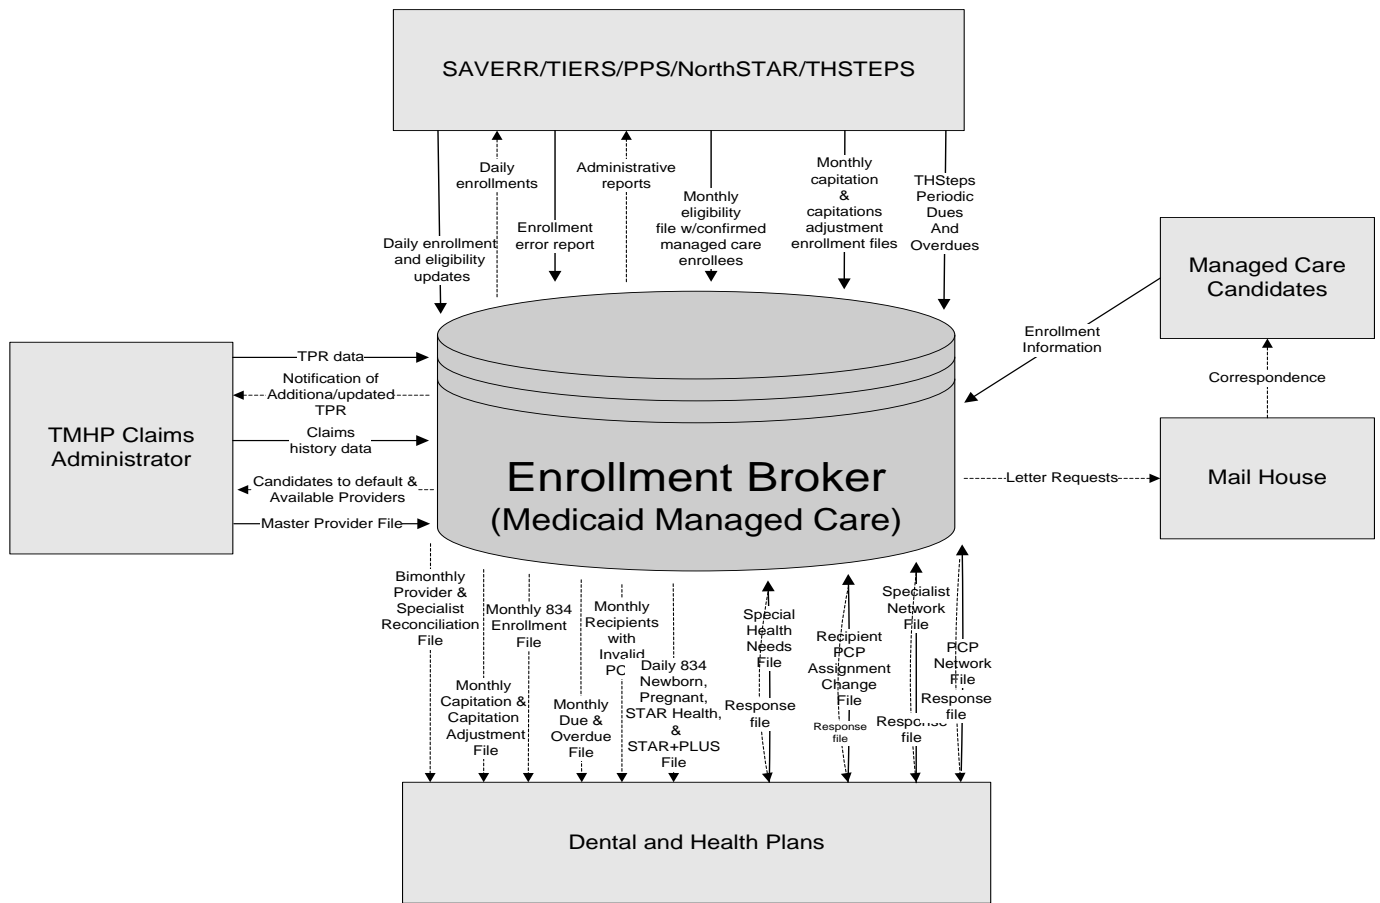 SAVERR/TIERS/PPS/NorthSTAR/THSTEPS
Daily enrollment
and eligibility
updates
Daily
enrollments
Enrollment
error report
Administrative
reports
Monthly
eligibility
file w/confirmed
managed care
enrollees
Monthly
capitation
&
capitations
adjustment
enrollment files
THSteps
Periodic
Dues
And
Overdues
Managed Care
Candidates
Enrollment
Information
Correspondence
Mail House
Letter Requests
TMHP Claims
Administrator
TPR data
Notification of
Additiona/updated
TPR
Claims
history data
Candidates to default &
Available Providers
Master Provider File
Enrollment Broker
(Medicaid Managed Care)
Bimonthly
Provider &
Specialist
Reconciliation
File
Monthly
Capitation &
Capitation
Adjustment
File
Monthly 834
Enrollment
File
Monthly
Due &
Overdue
File
Monthly
Recipients
with
Invalid
Daily 834
Newborn,
Pregnant,
STAR Health,
&
STAR+PLUS
File
Special
Health
Needs
File
Response
file
Recipient
PCP
Assignment
Change
File
Response
file
Specialist
Network
File
Response
file
PCP
Network
File
Response
file
Dental and Health Plans